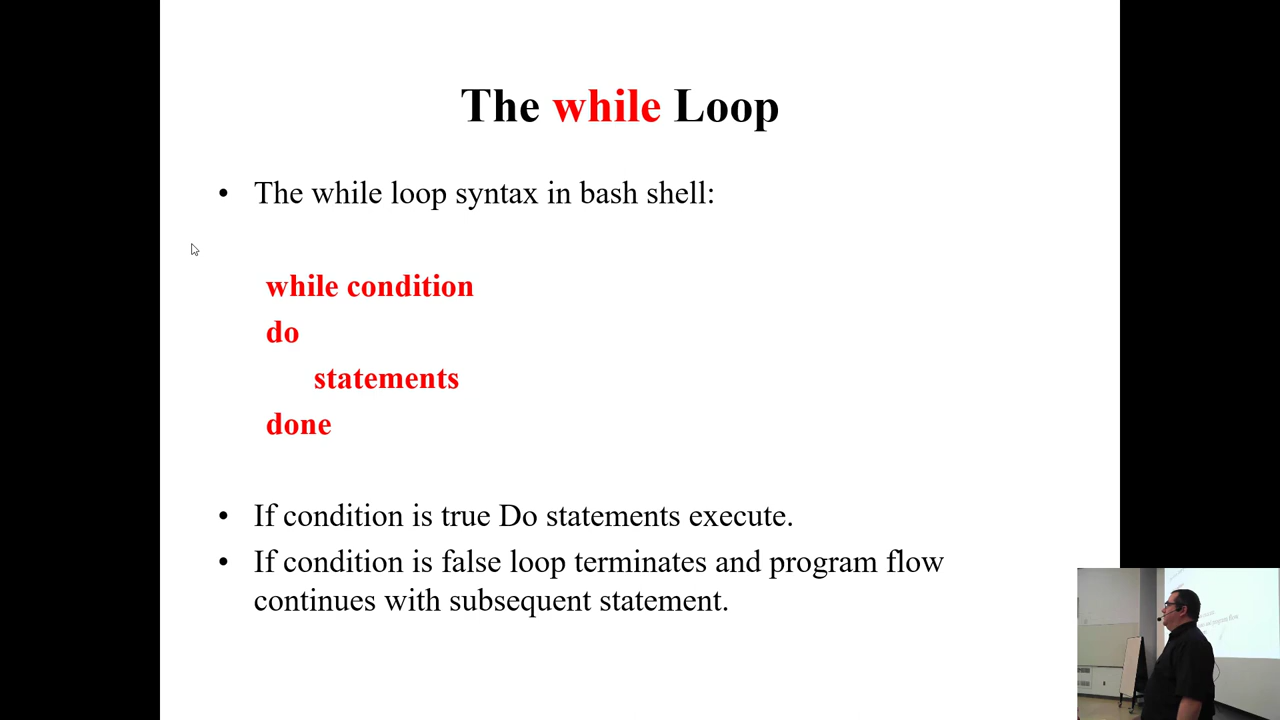 The while Loop
• The while loop syntax in bash shell:
while condition
do
statements
done
• If condition is true Do statements execute.
• If condition is false loop terminates and program flow
continues with subsequent statement.